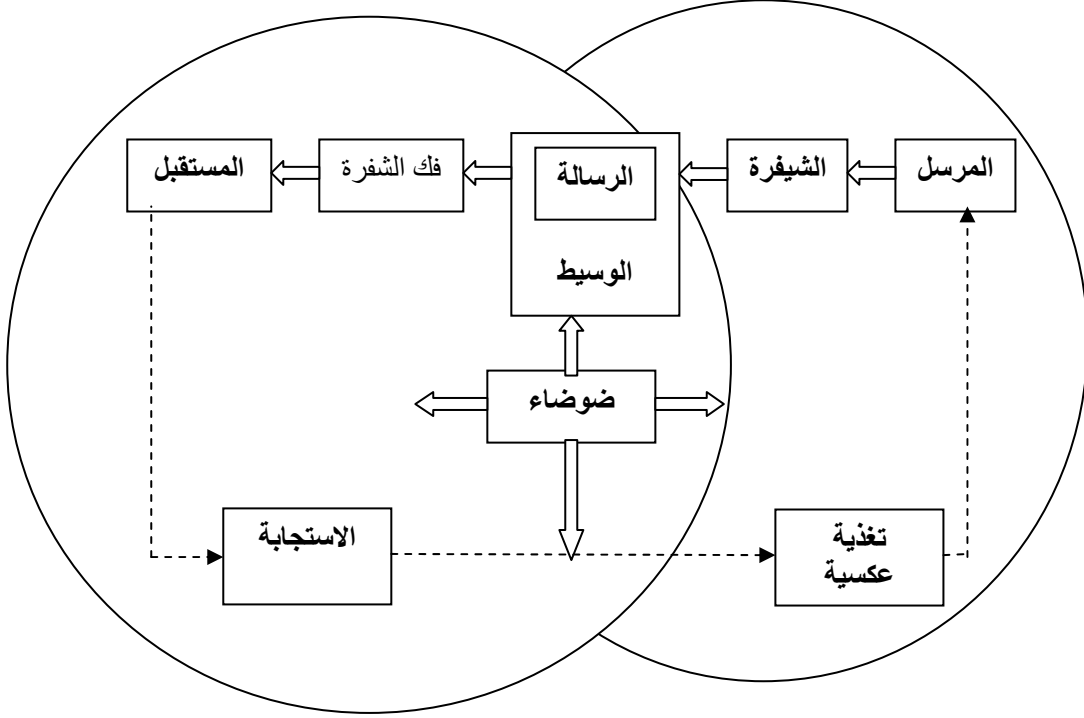 المرسل
الشيفرة
الرسالة
الوسيط
فك الشفرة
المستقبل
ضوضاء
الاستجابة
تغذية
عكسية